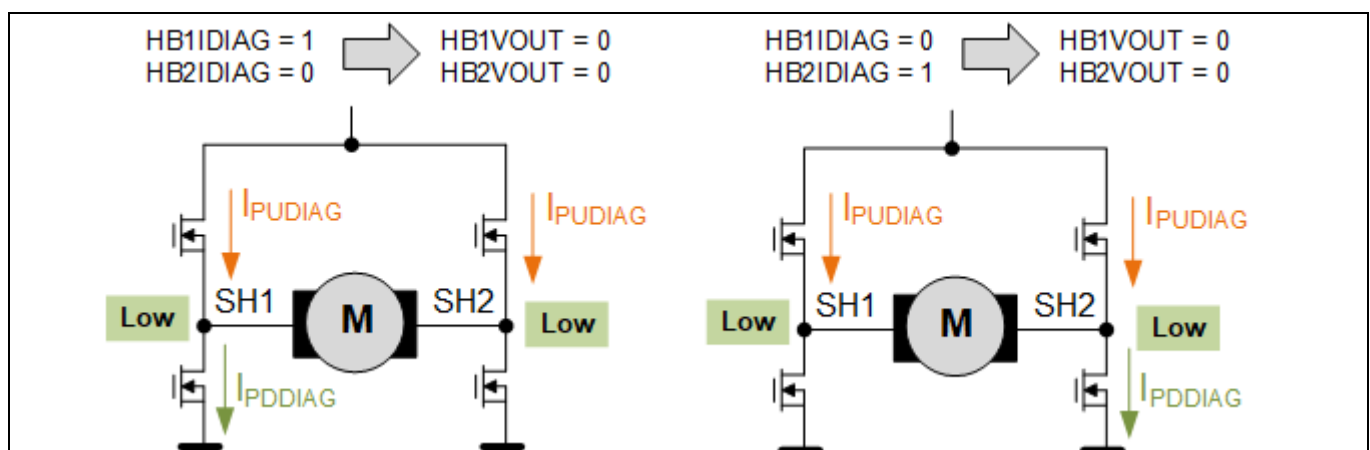 HB1IDIAG = 1 HB1VOUT = 0
HB2IDIAG = 0 HB2VOUT = 0
IPUDIAG IPUDIAG
Low SH1 M SH2 Low
IPDDIAG
HB1IDIAG = 0 HB1VOUT = 0
HB2IDIAG = 1 HB2VOUT = 0
IPUDIAG IPUDIAG
Low SH1 M SH2 Low
IPDDIAG